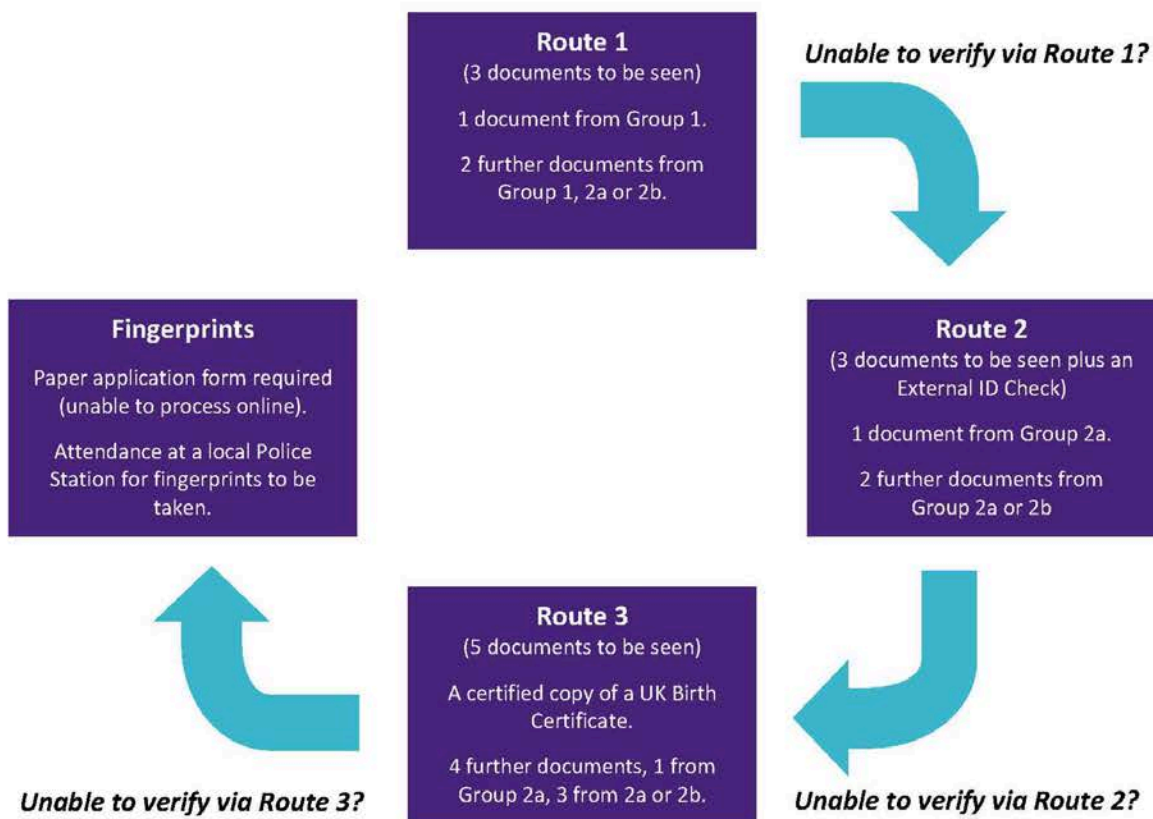 Route 1
(3 documents to be seen)
1 document from Group 1.
2 further documents from
Group 1, 2a or 2b.
Unable to verify via Route 1?
Route 2
(3 documents to be seen plus an
External ID Check)
1 document from Group 2a.
2 further documents from
Group 2a or 2b
Unable to verify via Route 2?
Route 3
(5 documents to be seen)
A certified copy of a UK Birth
Certificate.
4 further documents, 1 from
Group 2a, 3 from 2a or 2b.
Unable to verify via Route 3?
Fingerprints
Paper application form required
(unable to process online).
Attendance at a local Police
Station for fingerprints to be
taken.